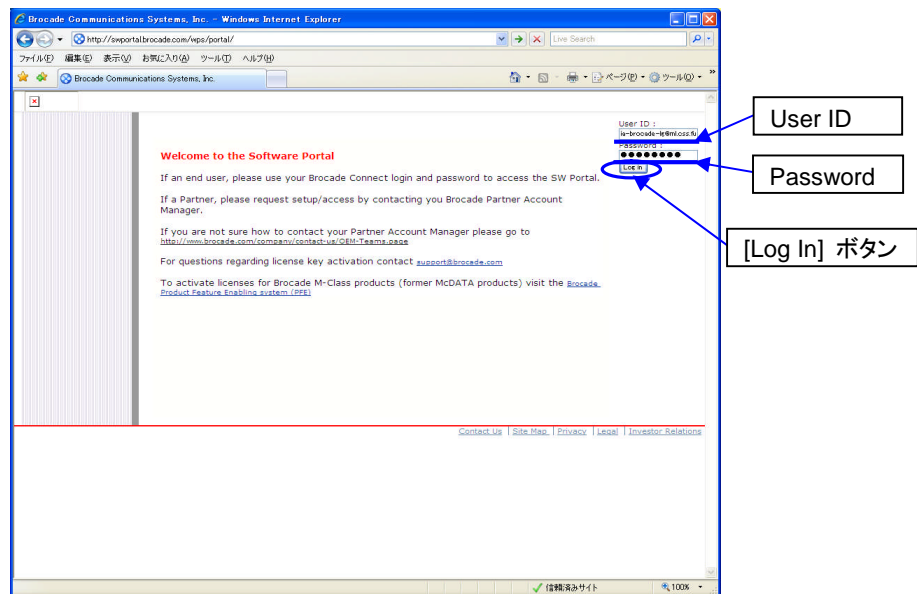 Brocade Communications Systems, Inc. - Windows Internet Explorer
http://swportal.brocade.com/wps/portal/
Live Search
ファイル(F) 編集(E) 表示(V) お気に入り(A) ツール(T) ヘルプ(H)
Brocade Communications Systems, Inc.
ページ(P) ツール(O)
User ID :
Password :
Log In
User ID
Password
[Log In] ボタン
Welcome to the Software Portal
If an end user, please use your Brocade Connect login and password to access the SW Portal.
If a Partner, please request setup/access by contacting you Brocade Partner Account
Manager.
If you are not sure how to contact your Partner Account Manager please go to
http://www.brocade.com/company/contact-us/OEM-Teams.page
For questions regarding license key activation contact support@brocade.com
To activate licenses for Brocade M-Class products (former McDATA products) visit the Brocade
Product Feature Enabling system (PFE)
Contact Us | Site Map | Privacy | Legal | Investor Relations
信頼済みサイト
100%